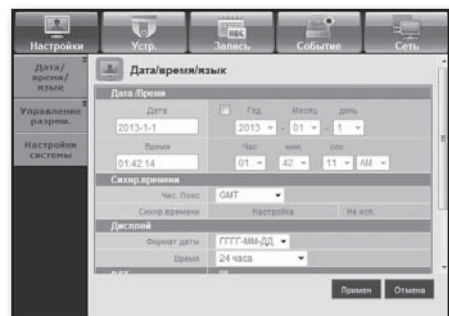 Настройки Устр. Запись Событие Сеть
REC
Дата/
время/
язык
Управление
разреш.
Настройки
системы
Дата/время/язык
Дата /Время
Дата Год Месяц день
2013-1-1 2013 - 01 - 1
Время Час мин. сек.
01:42:14 01 42 11 AM
Синхр.времени
Час. Пояс GMT
Синхр.времени Настройка Не исп.
Дисплей
Формат даты ГГГГ-ММ-ДД
Время 24 часа
Примен Отмена